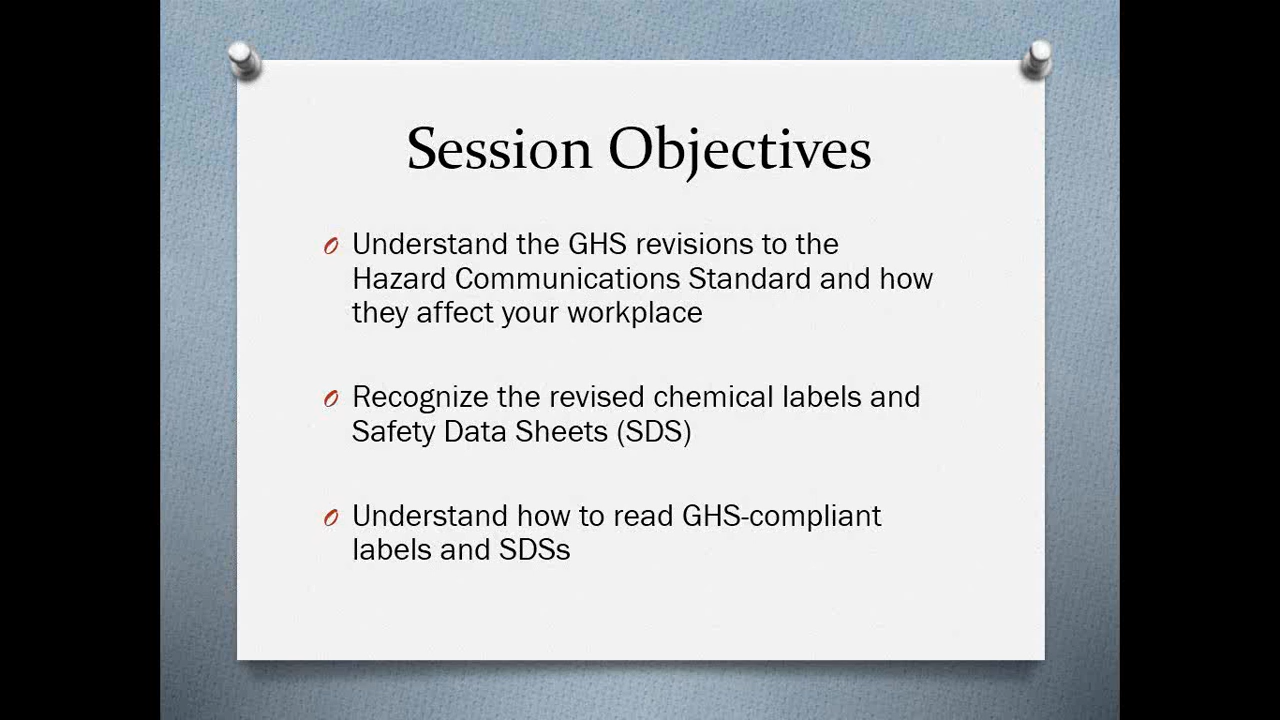 Session Objectives
Understand the GHS revisions to the
Hazard Communications Standard and how
they affect your workplace
Recognize the revised chemical labels and
Safety Data Sheets (SDS)
Understand how to read GHS-compliant
labels and SDSs